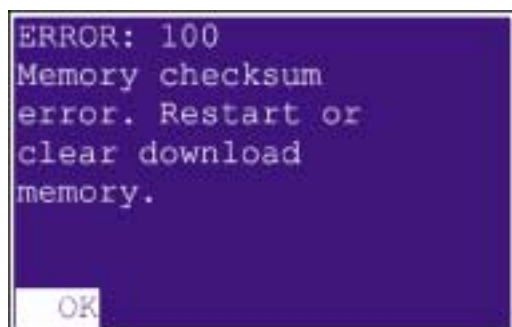 ERROR: 100
Memory checksum
error. Restart or
clear download
memory.
OK